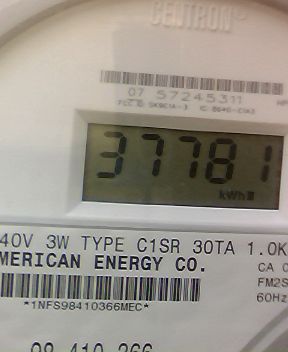 CENTRON
07 57245311
37781
kWh
40V 3W TYPE C1SR 30TA 1.0K
MERICAN ENERGY CO.
CA 0
FM2S
60Hz
*1NFS98410366MEC*
98 410 366